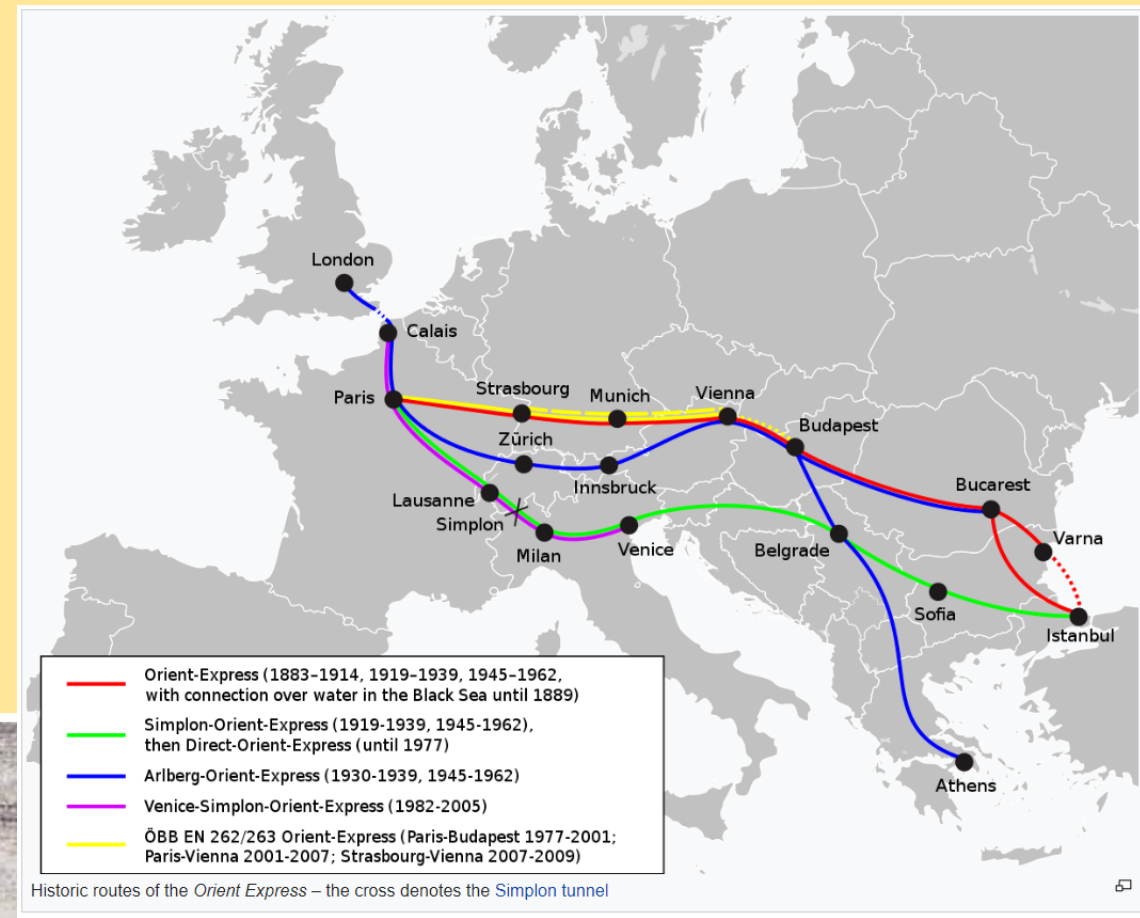 London
Calais
Paris
Strasbourg
Munich
Vienna
Zürich
Budapest
Innsbruck
Lausanne
Simplon
Milan
Venice
Belgrade
Bucarest
Varna
Sofia
Istanbul
Athens
Orient-Express (1883–1914, 1919–1939, 1945–1962,
with connection over water in the Black Sea until 1889)
Simplon-Orient-Express (1919-1939, 1945-1962),
then Direct-Orient-Express (until 1977)
Arlberg-Orient-Express (1930-1939, 1945-1962)
Venice-Simplon-Orient-Express (1982-2005)
ÖBB EN 262/263 Orient-Express (Paris-Budapest 1977-2001;
Paris-Vienna 2001-2007; Strasbourg-Vienna 2007-2009)
Historic routes of the Orient Express – the cross denotes the Simplon tunnel